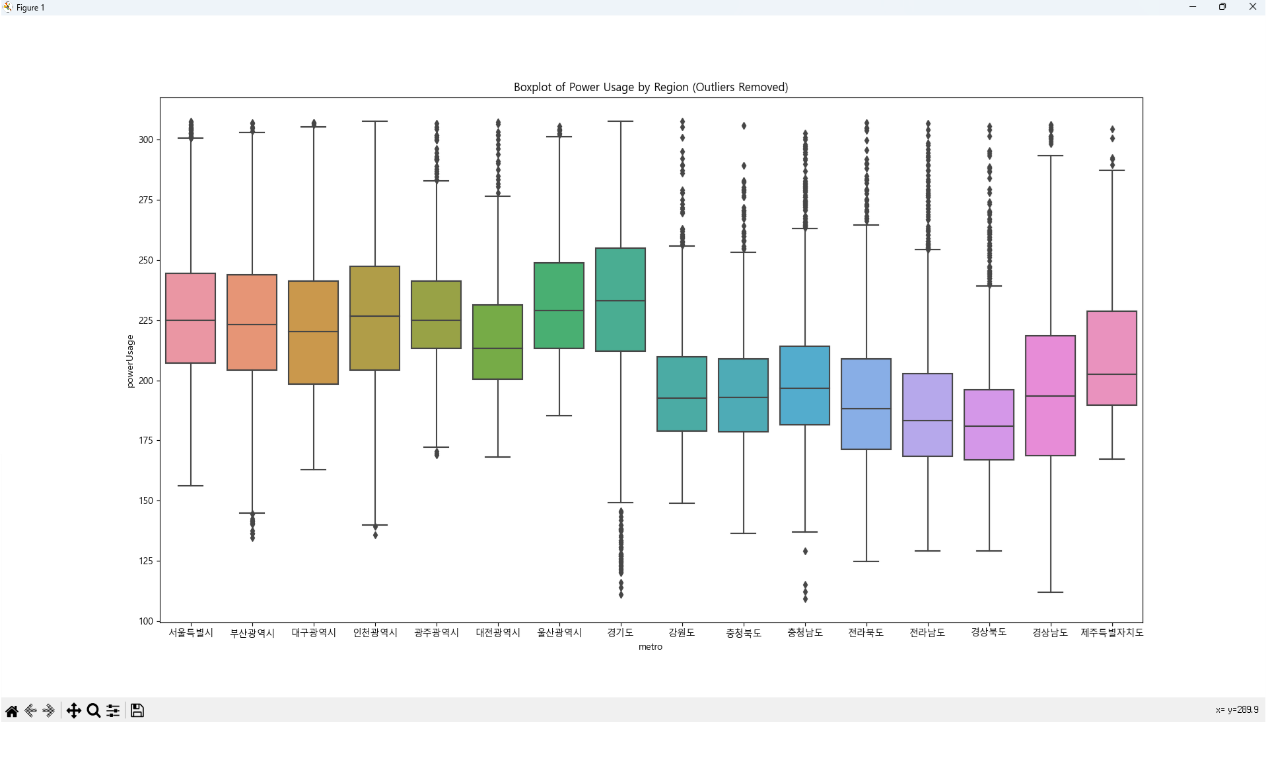 Figure 1
Boxplot of Power Usage by Region (Outliers Removed)
300
275
250
225
200
175
150
125
100
powerUsage
서울특별시 부산광역시 대구광역시 인천광역시 광주광역시 대전광역시 울산광역시 경기도 강원도 충청북도 충청남도 전라북도 전라남도 경상북도 경상남도 제주특별자치도
metro
x= y=289.9